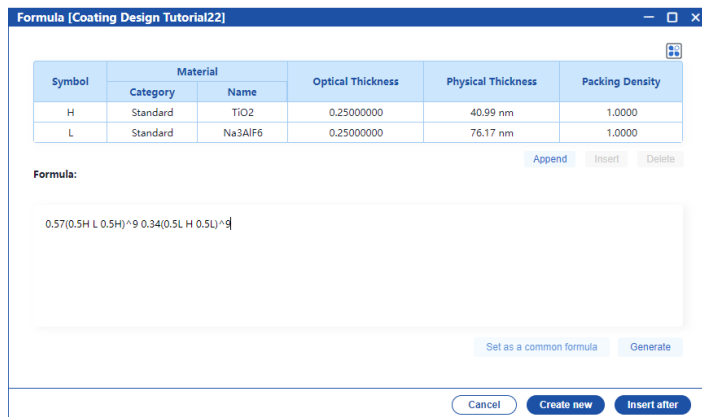 Formula [Coating Design Tutorial22]
Symbol Material Optical Thickness Physical Thickness Packing Density
Category Name
H Standard TiO2 0.25000000 40.99 nm 1.0000
L Standard Na3AlF6 0.25000000 76.17 nm 1.0000
Append Insert Delete
Formula:
0.57(0.5H L 0.5H)^9 0.34(0.5L H 0.5L)^9
Set as a common formula Generate
Cancel Create new Insert after